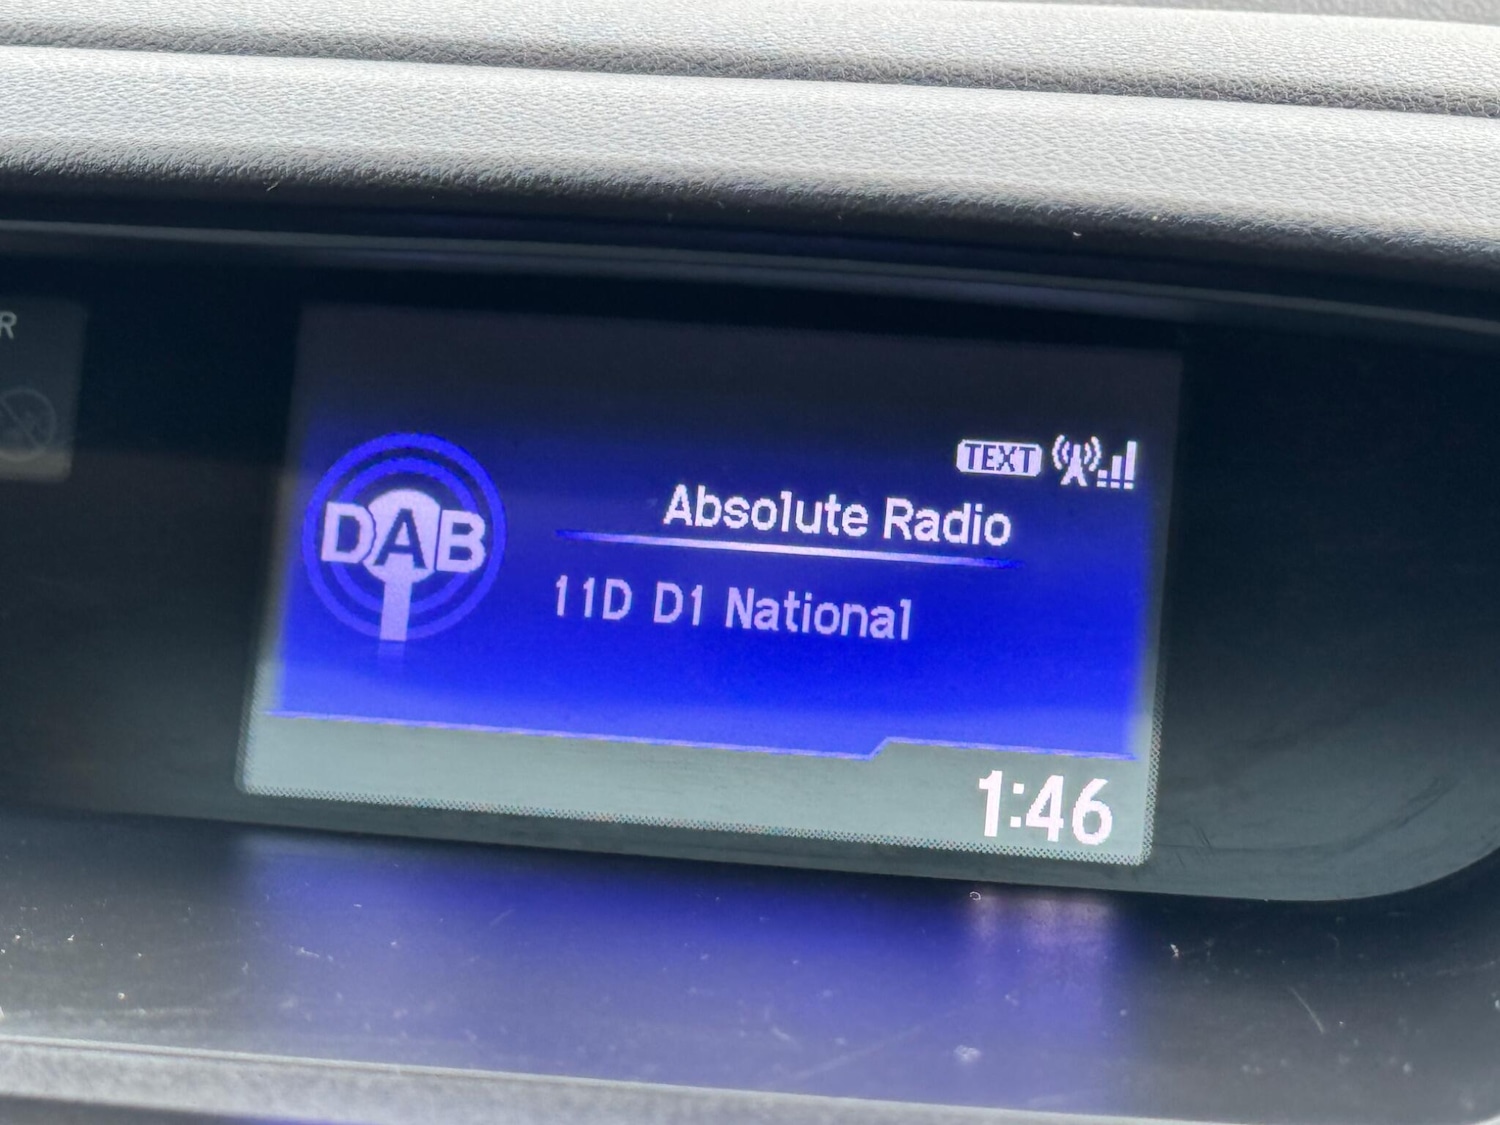 R
TEXT
DAB
Absolute Radio
11D D1 National
1:46